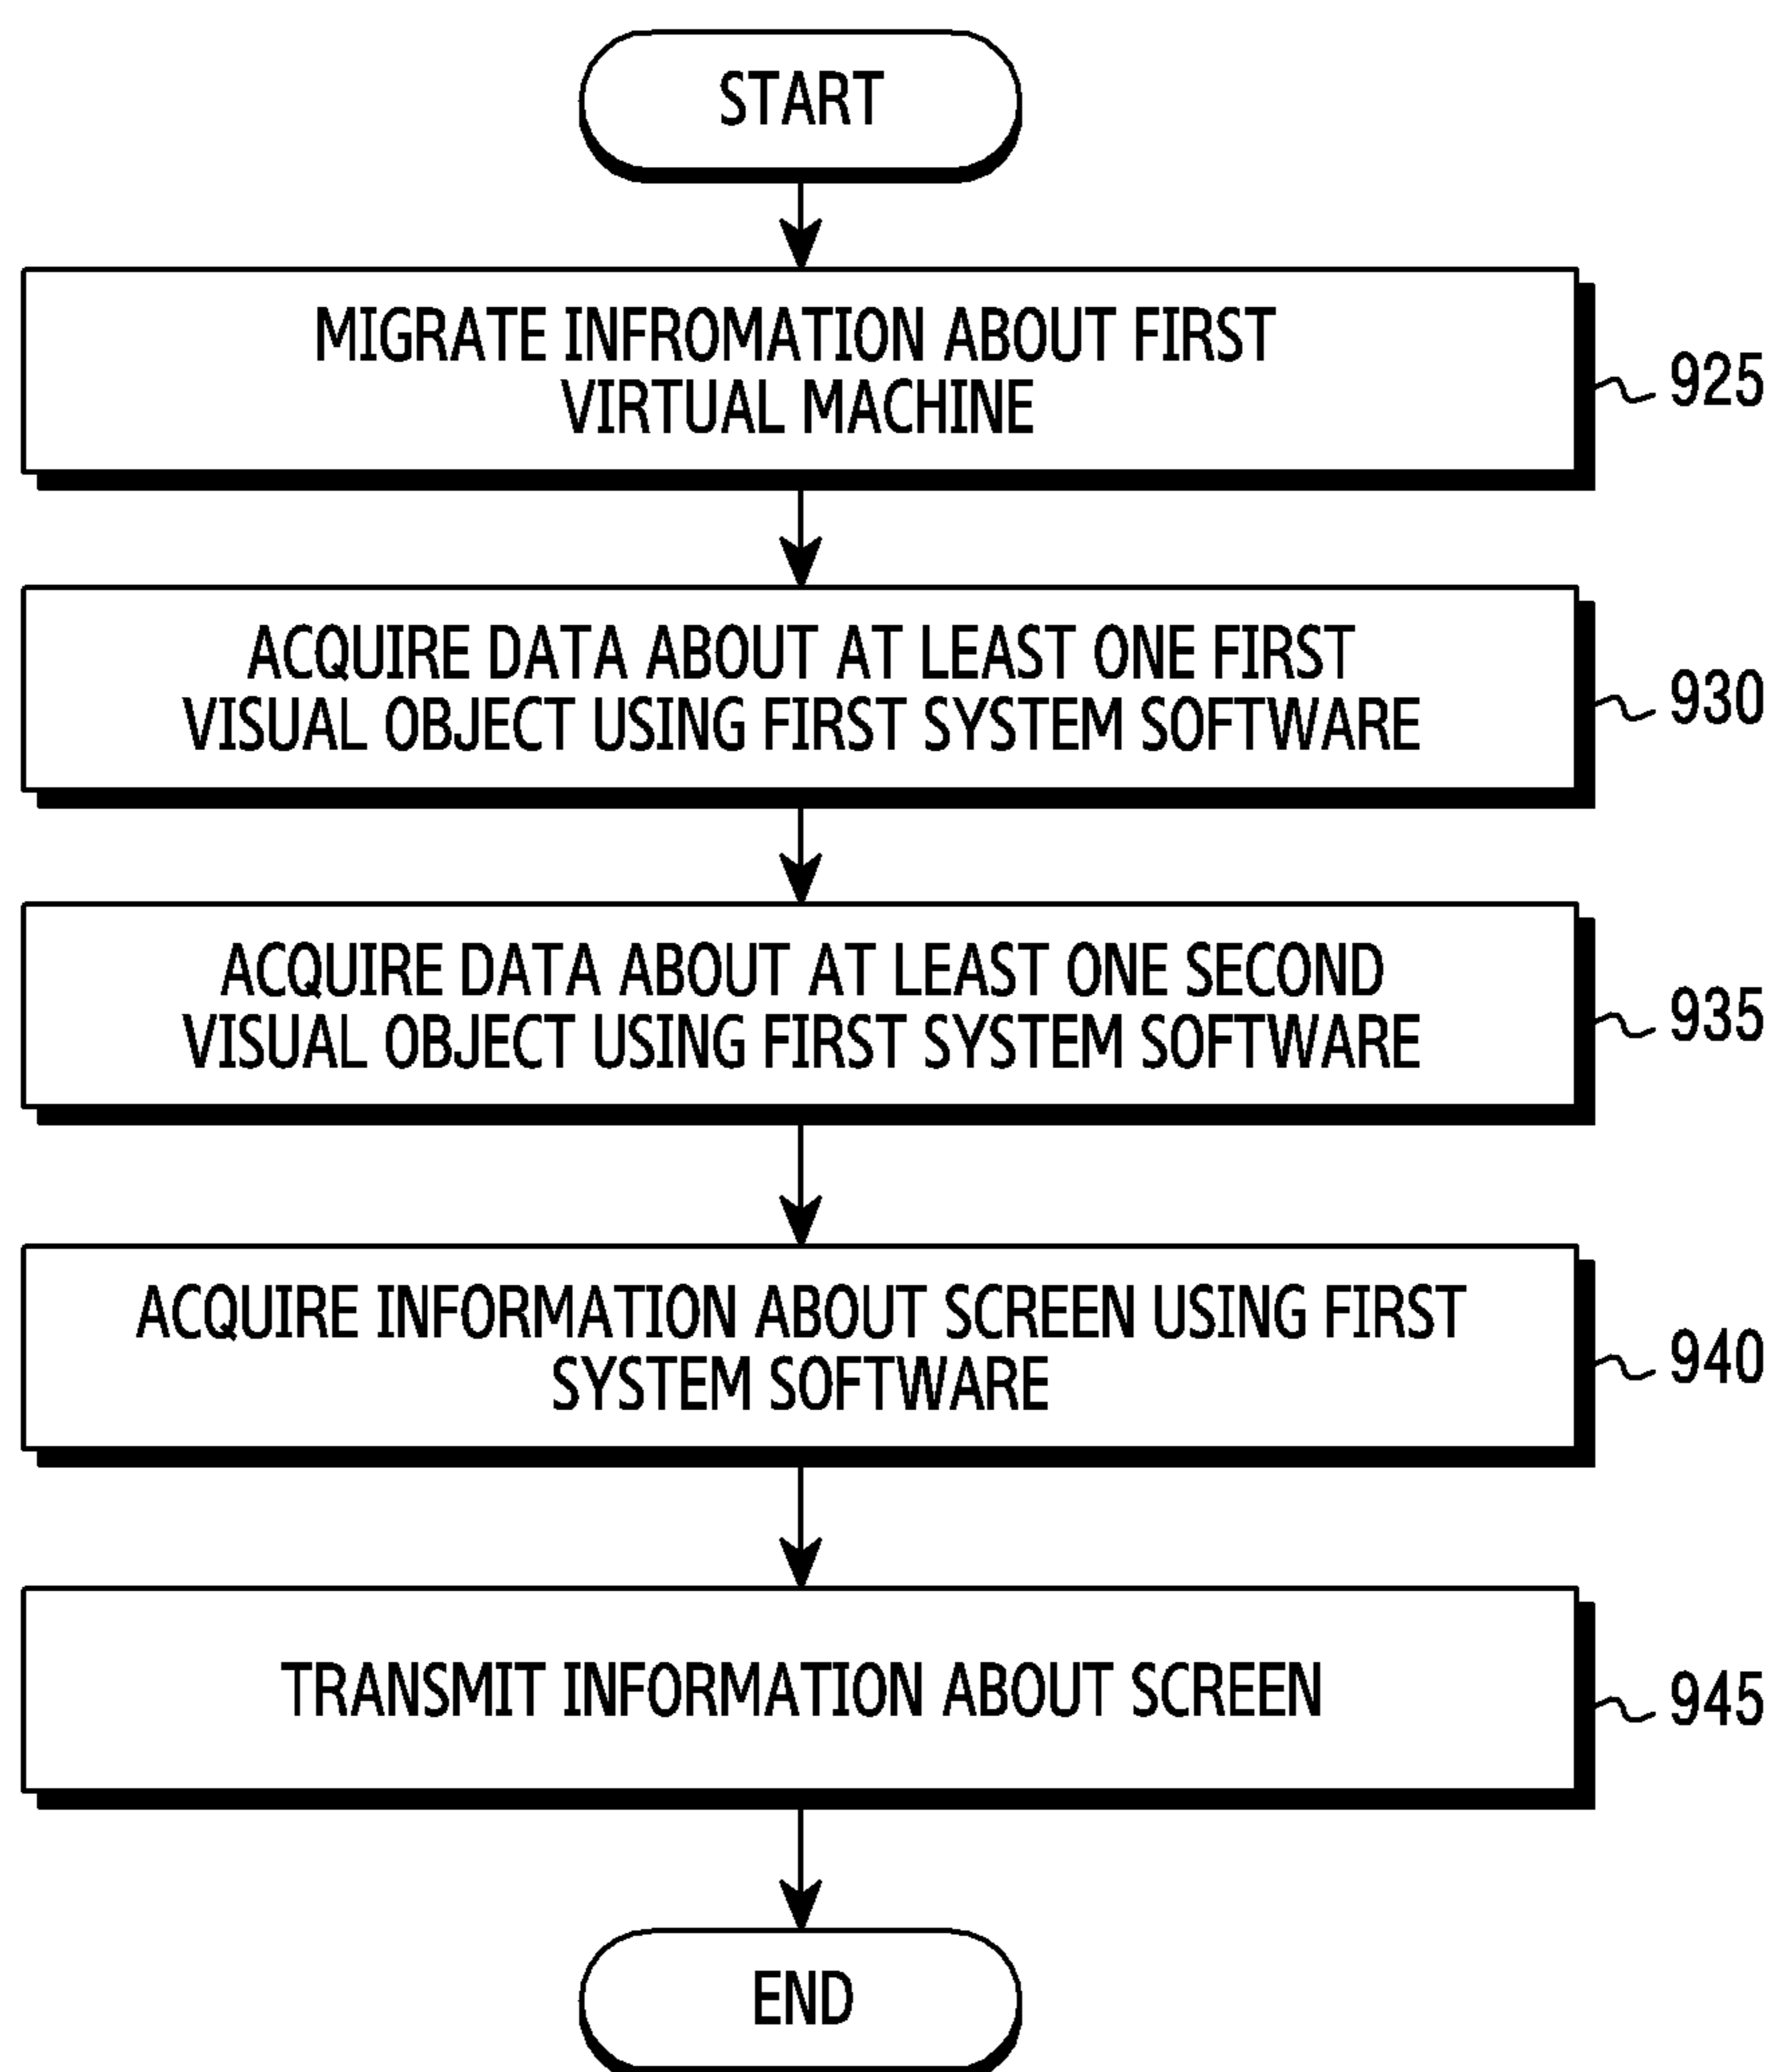 START
MIGRATE INFROMATION ABOUT FIRST
VIRTUAL MACHINE
925
ACQUIRE DATA ABOUT AT LEAST ONE FIRST
VISUAL OBJECT USING FIRST SYSTEM SOFTWARE
930
ACQUIRE DATA ABOUT AT LEAST ONE SECOND
VISUAL OBJECT USING FIRST SYSTEM SOFTWARE
935
ACQUIRE INFORMATION ABOUT SCREEN USING FIRST
SYSTEM SOFTWARE
940
TRANSMIT INFORMATION ABOUT SCREEN
945
END